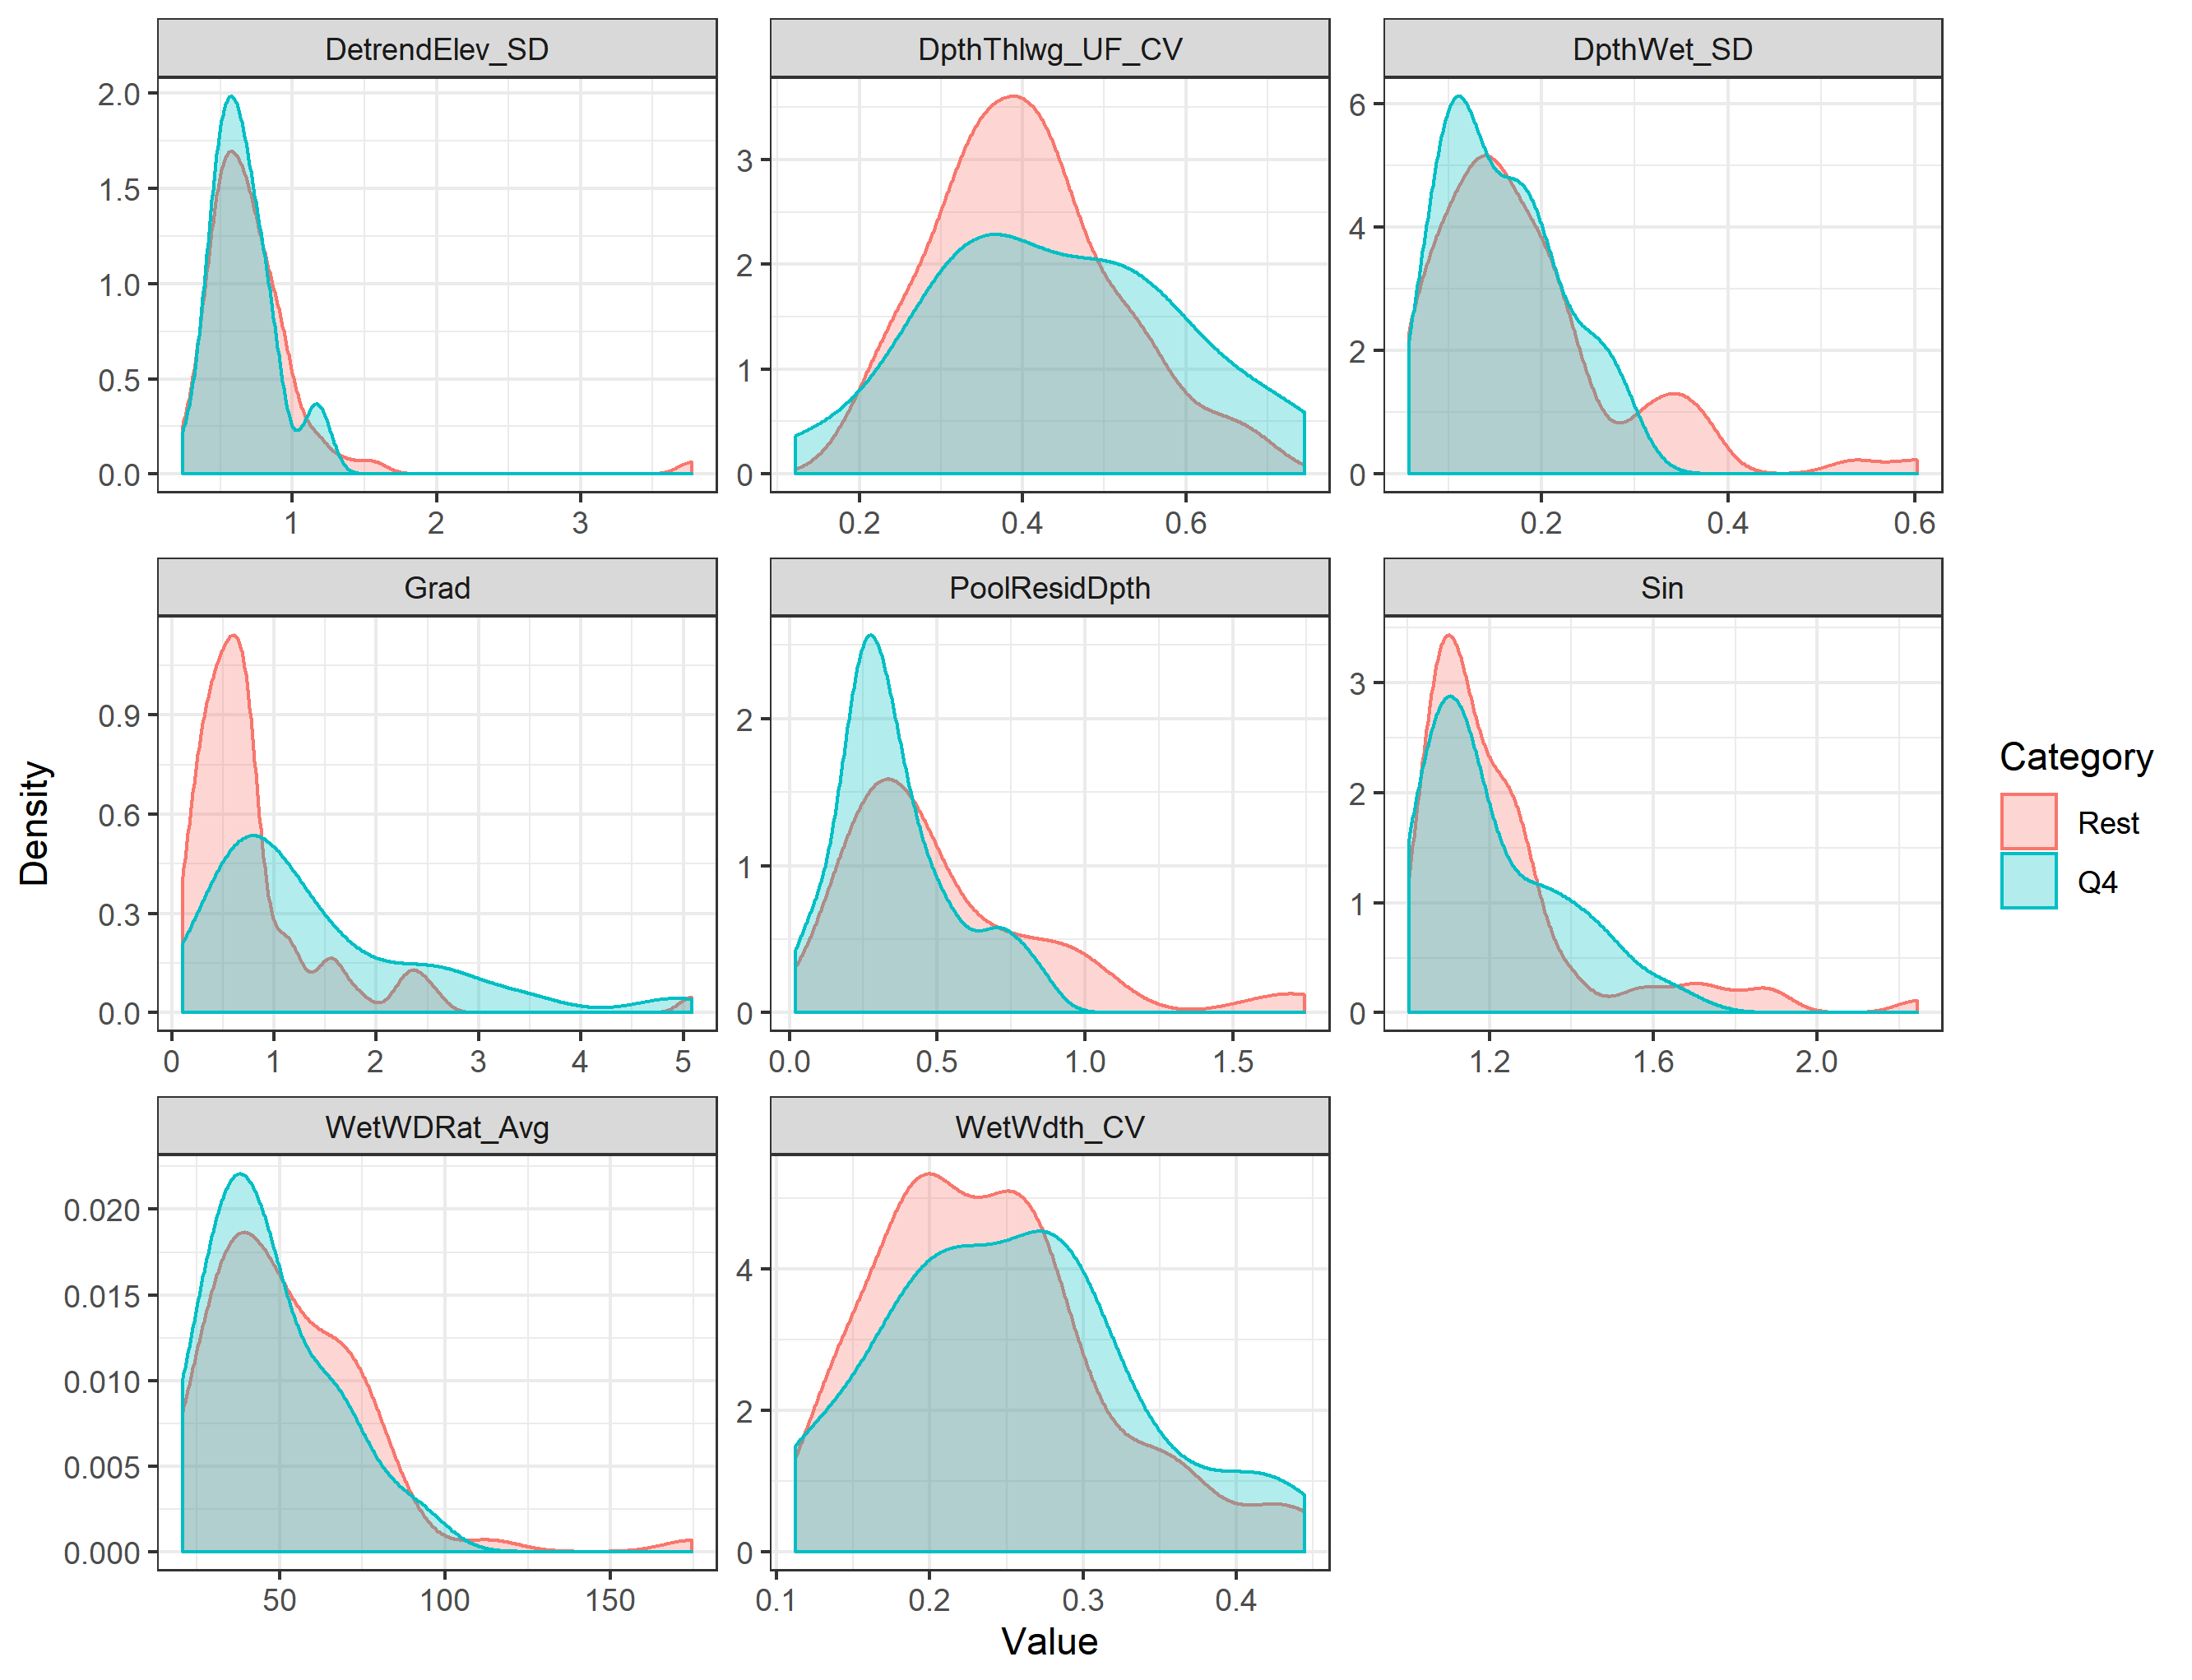 DetrendElev_SD
DpthThlwg_UF_CV
DpthWet_SD
2.0
1.5
1.0
0.5
0.0
1 2 3
3
2
1
0
0.2 0.4 0.6
6
4
2
0
0.2 0.4 0.6
Grad
PoolResidDpth
Sin
0.9
0.6
0.3
0.0
0 1 2 3 4 5
2
1
0
0.0 0.5 1.0 1.5
3
2
1
0
1.2 1.6 2.0
WetWDRat_Avg
WetWdth_CV
0.020
0.015
0.010
0.005
0.000
50 100 150
4
2
0
0.1 0.2 0.3 0.4
Density
Value
Category
Rest
Q4